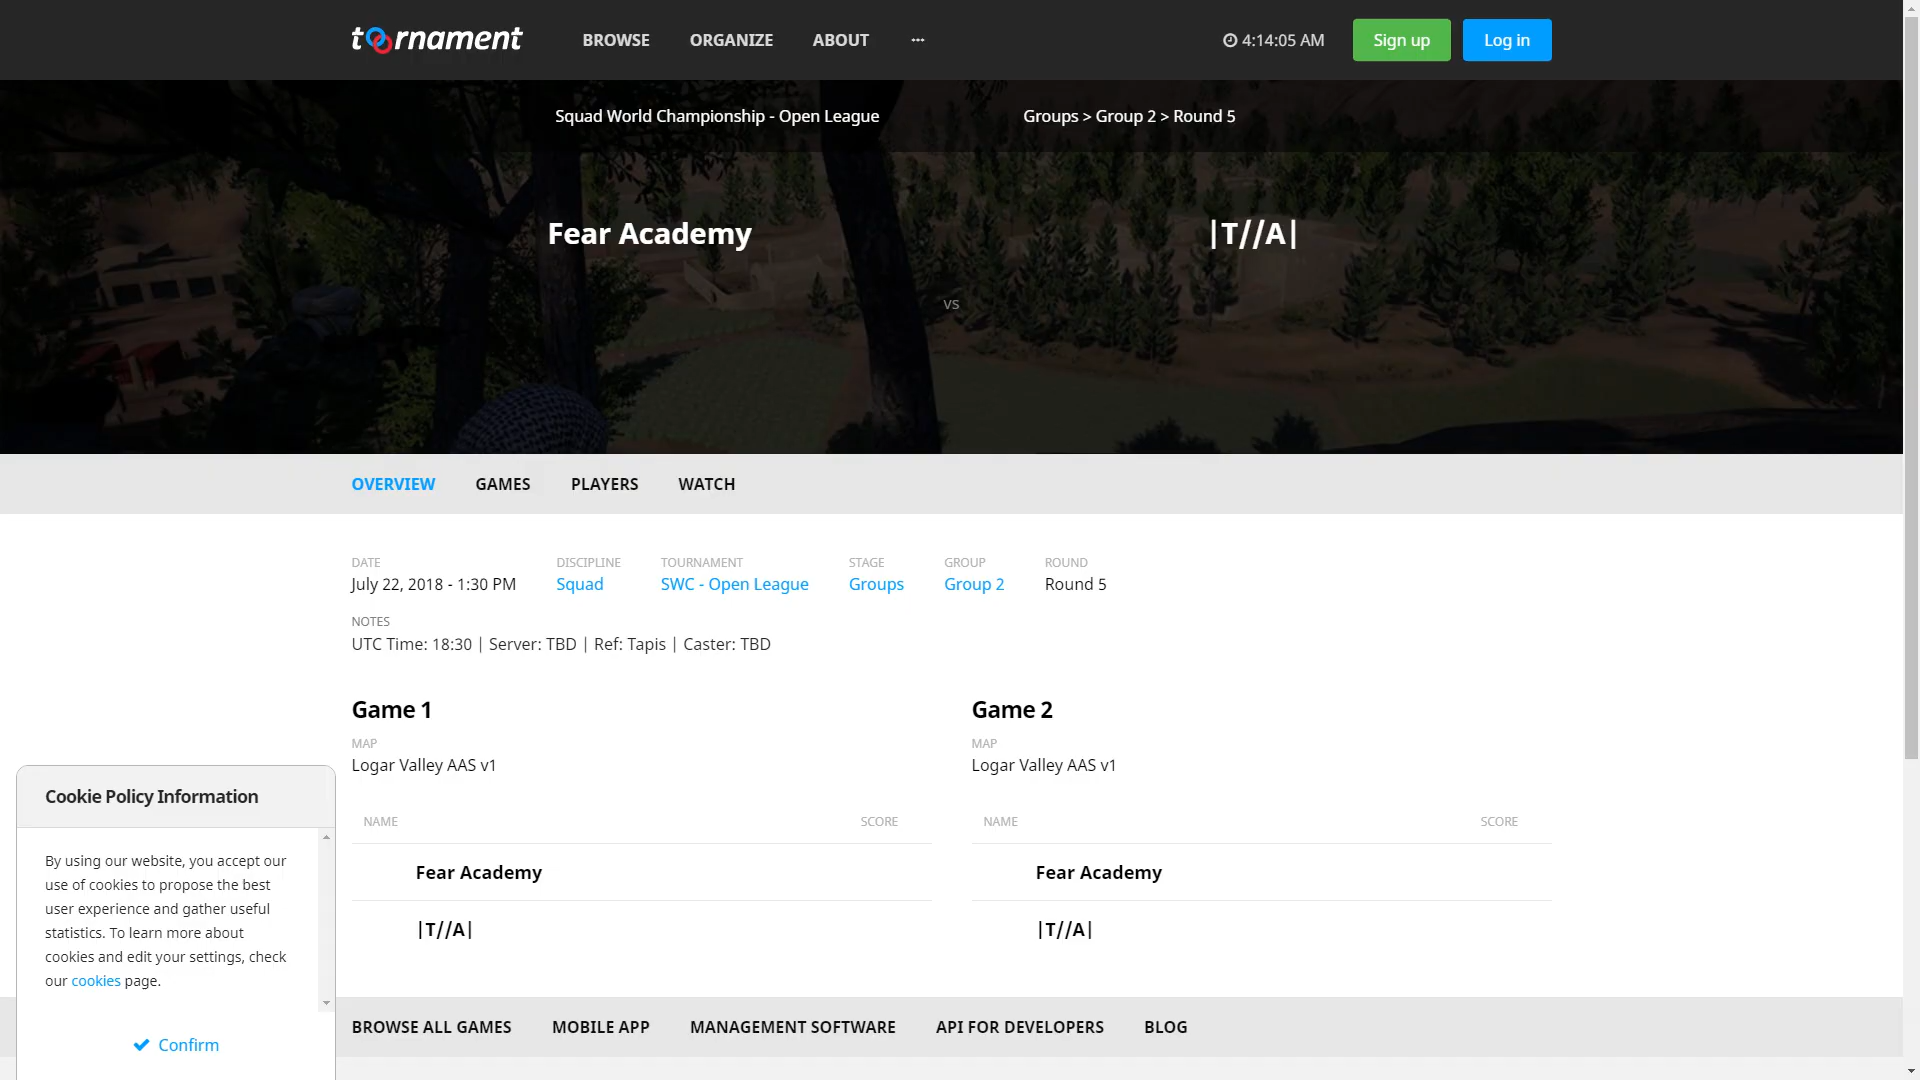 toornament BROWSE ORGANIZE ABOUT ··· 4:14:05 AM Sign up Log in
Squad World Championship - Open League Groups > Group 2 > Round 5
Fear Academy |T//A|
vs
OVERVIEW GAMES PLAYERS WATCH
DATE DISCIPLINE TOURNAMENT STAGE GROUP ROUND
July 22, 2018 - 1:30 PM Squad SWC - Open League Groups Group 2 Round 5
NOTES
UTC Time: 18:30 | Server: TBD | Ref: Tapis | Caster: TBD
Game 1
MAP
Logar Valley AAS v1
NAME SCORE
Fear Academy
|T//A|
Game 2
MAP
Logar Valley AAS v1
NAME SCORE
Fear Academy
|T//A|
Cookie Policy Information
By using our website, you accept our
use of cookies to propose the best
user experience and gather useful
statistics. To learn more about
cookies and edit your settings, check
our cookies page.
Confirm
BROWSE ALL GAMES MOBILE APP MANAGEMENT SOFTWARE API FOR DEVELOPERS BLOG